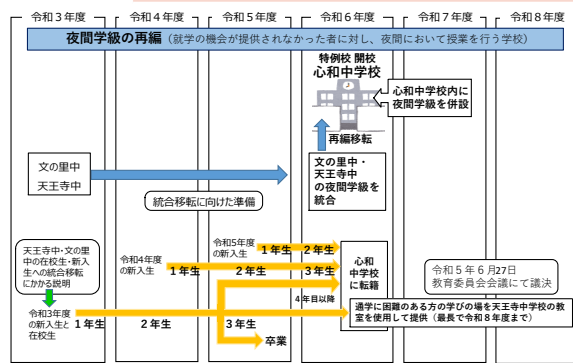 令和３年度 令和４年度 令和５年度 令和６年度 令和７年度 令和８年度
夜間学級の再編（就学の機会が提供されなかった者に対し、夜間において授業を行う学校）
特例校 開校
心和中学校
心和中学校内に
夜間学級を併設
再編移転
文の里中
天王寺中
文の里中・
天王寺中
の夜間学級を
統合
統合移転に向けた準備
天王寺中・文の里
中の在校生・新入
生への統合移転
にかかる説明
令和5年度
の新入生
１年生 ２年生
令和4年度
の新入生
１年生 ２年生 ３年生
心和
中学校
に転籍
令和５年６月27日
教育委員会会議にて議決
４年目以降
令和3年度
の新入生と
在校生
１年生 ２年生 ３年生
通学に困難のある方の学びの場を天王寺中学校の教
室を使用して提供（最長で令和８年度まで）
卒業